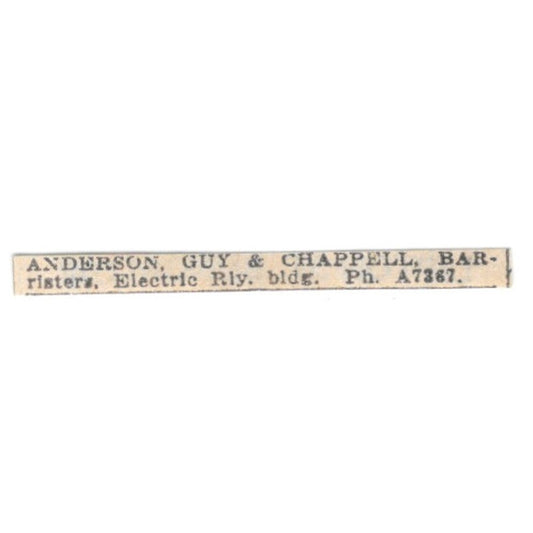 ANDERSON, GUY & CHAPPELL, BAR-
risters, Electric Rly. bldg. Ph. A7367.